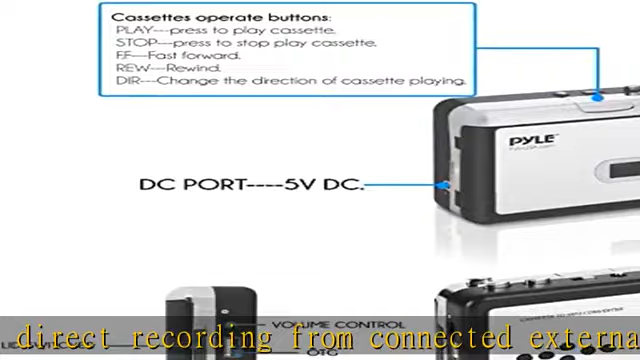 Cassettes operate buttons:
PLAY---press to play cassette.
STOP---press to stop play cassette.
F.F---Fast forward.
REW---Rewind.
DIR---Change the direction of cassette playing.
PYLE
DC PORT----5V DC.
VOLUME CONTROL
OTG
direct recording from connected externa